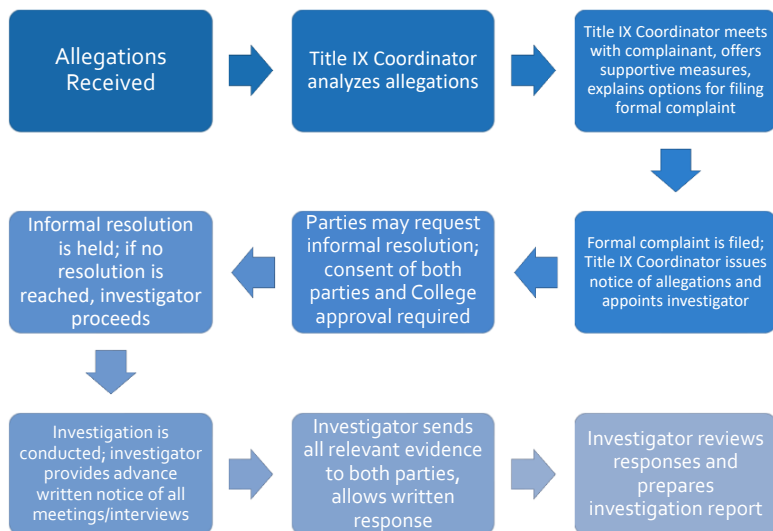 Allegations
Received
Title IX Coordinator
analyzes allegations
Title IX Coordinator meets
with complainant, offers
supportive measures,
explains options for filing
formal complaint
Formal complaint is filed;
Title IX Coordinator issues
notice of allegations and
appoints investigator
Parties may request
informal resolution;
consent of both
parties and College
approval required
Informal resolution
is held; if no
resolution is
reached, investigator
proceeds
Investigation is
conducted; investigator
provides advance
written notice of all
meetings/interviews
Investigator sends
all relevant evidence
to both parties,
allows written
response
Investigator reviews
responses and
prepares
investigation report